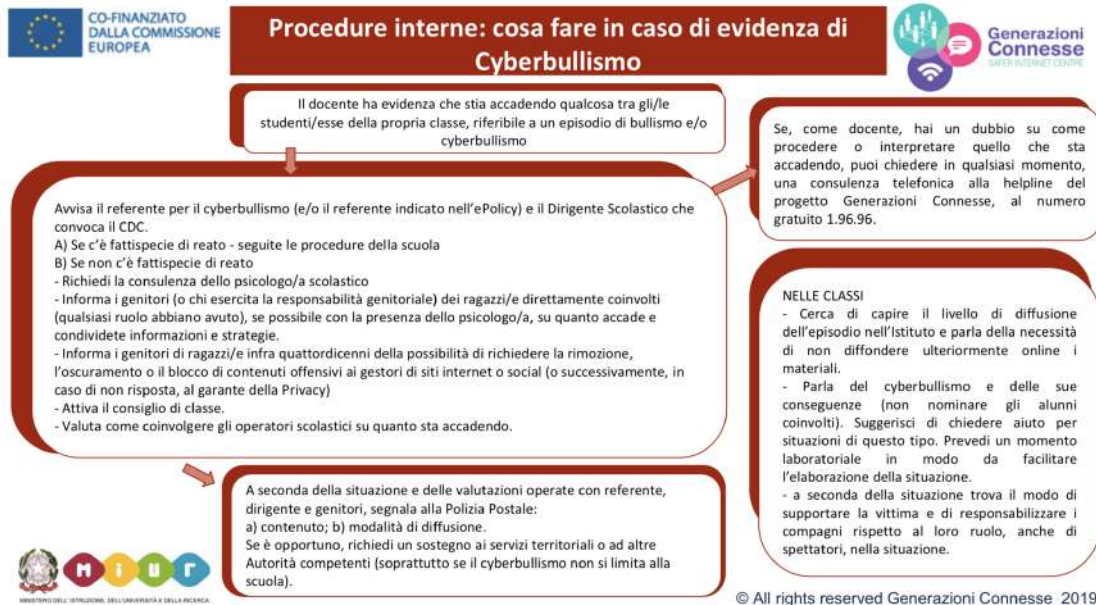 CO-FINANZIATO
DALLA COMMISSIONE
EUROPEA
Procedure interne: cosa fare in caso di evidenza di
Cyberbullismo
Generazioni
Connesse
SAFER INTERNET CENTRE
Il docente ha evidenza che stia accadendo qualcosa tra gli/le
studenti/esse della propria classe, riferibile a un episodio di bullismo e/o
cyberbullismo
Se, come docente, hai un dubbio su come
procedere o interpretare quello che sta
accadendo, puoi chiedere in qualsiasi momento,
una consulenza telefonica alla helpline del
progetto Generazioni Connesse, al numero
gratuito 1.96.96.
Avvisa il referente per il cyberbullismo (e/o il referente indicato nell'ePolicy) e il Dirigente Scolastico che
convoca il CDC.
A) Se c'è fattispecie di reato - seguite le procedure della scuola
B) Se non c'è fattispecie di reato
- Richiedi la consulenza dello psicologo/a scolastico
- Informa i genitori (o chi esercita la responsabilità genitoriale) dei ragazzi/e direttamente coinvolti
(qualsiasi ruolo abbiano avuto), se possibile con la presenza dello psicologo/a, su quanto accade e
condividete informazioni e strategie.
- Informa i genitori di ragazzi/e infra quattordicenni della possibilità di richiedere la rimozione,
l'oscuramento o il blocco di contenuti offensivi ai gestori di siti internet o social (o successivamente, in
caso di non risposta, al garante della Privacy)
- Attiva il consiglio di classe.
- Valuta come coinvolgere gli operatori scolastici su quanto sta accadendo.
NELLE CLASSI
- Cerca di capire il livello di diffusione
dell'episodio nell'Istituto e parla della necessità
di non diffondere ulteriormente online i
materiali.
- Parla del cyberbullismo e delle sue
conseguenze (non nominare gli alunni
coinvolti). Suggerisci di chiedere aiuto per
situazioni di questo tipo. Prevedi un momento
laboratoriale in modo da facilitare
l'elaborazione della situazione.
- a seconda della situazione trova il modo di
supportare la vittima e di responsabilizzare i
compagni rispetto al loro ruolo, anche di
spettatori, nella situazione.
A seconda della situazione e delle valutazioni operate con referente,
dirigente e genitori, segnala alla Polizia Postale:
a) contenuto; b) modalità di diffusione.
Se è opportuno, richiedi un sostegno ai servizi territoriali o ad altre
Autorità competenti (soprattutto se il cyberbullismo non si limita alla
scuola).
miur
MINISTERO DELL'ISTRUZIONE, DELL'UNIVERSITÀ E DELLA RICERCA
© All rights reserved Generazioni Connesse 2019